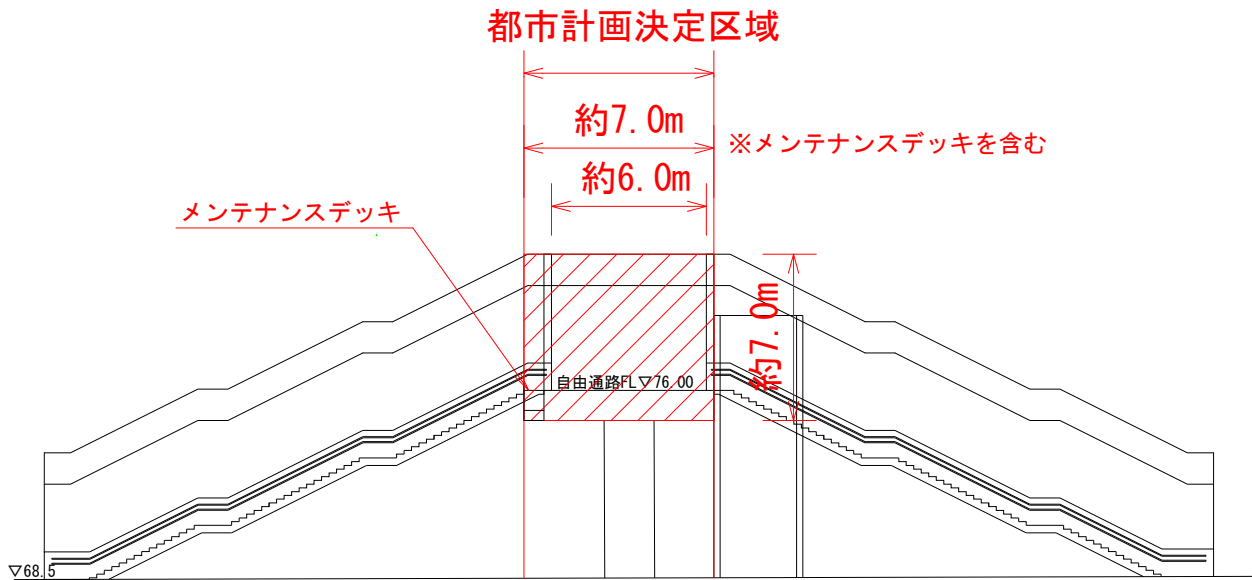 都市計画決定区域
約7.0m
※メンテナンスデッキを含む
約6.0m
メンテナンスデッキ
約7.0m
自由通路FL▽76.00
▽68.5